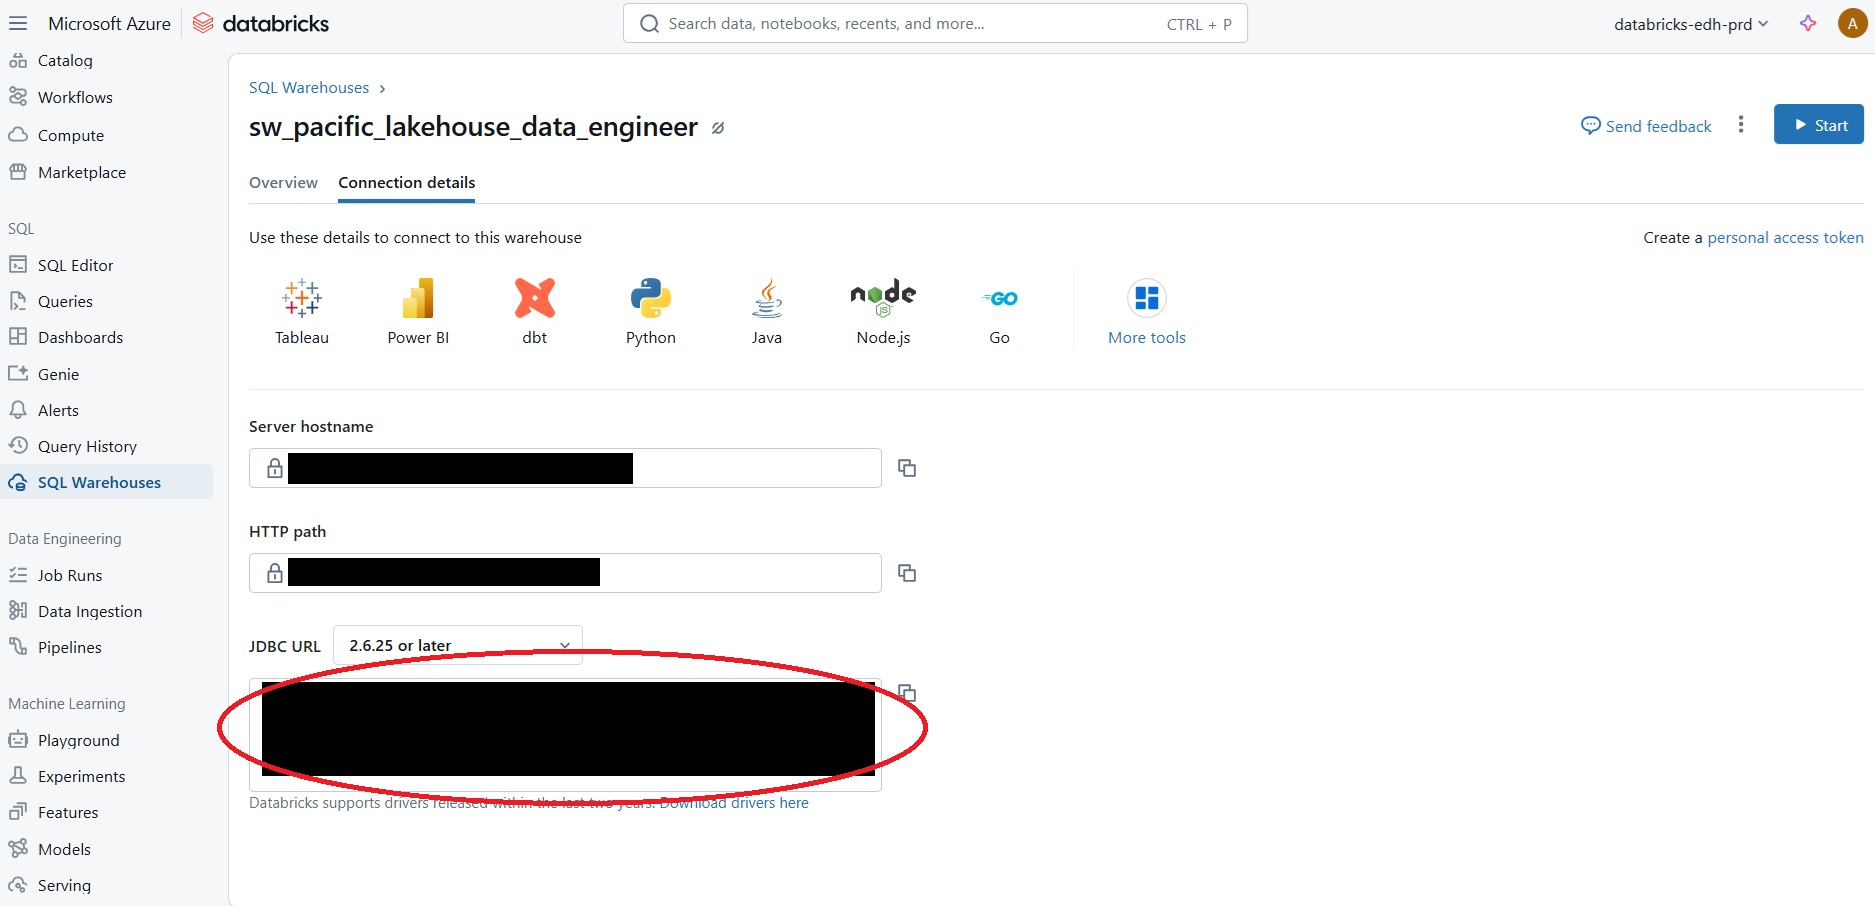 Microsoft Azure databricks
Search data, notebooks, recents, and more... CTRL + P
databricks-edh-prd A
Catalog
Workflows
Compute
Marketplace
SQL
SQL Editor
Queries
Dashboards
Genie
Alerts
Query History
SQL Warehouses
Data Engineering
Job Runs
Data Ingestion
Pipelines
Machine Learning
Playground
Experiments
Features
Models
Serving
SQL Warehouses ›
sw_pacific_lakehouse_data_engineer
Send feedback Start
Overview Connection details
Use these details to connect to this warehouse
Create a personal access token
Tableau
Power BI
dbt
Python
Java
node JS
Node.js
GO
Go
More tools
Server hostname
HTTP path
JDBC URL 2.6.25 or later
Databricks supports drivers released within the last two years. Download drivers here